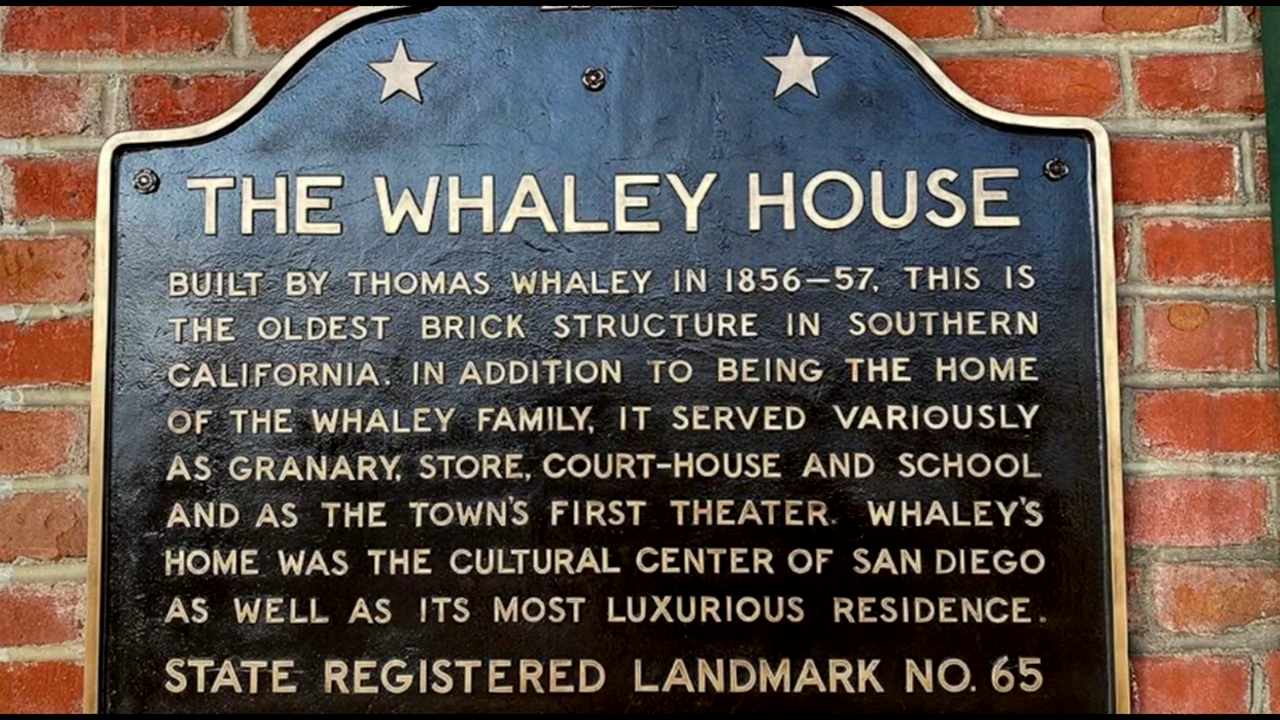 THE WHALEY HOUSE
BUILT BY THOMAS WHALEY IN 1856–57, THIS IS
THE OLDEST BRICK STRUCTURE IN SOUTHERN
CALIFORNIA. IN ADDITION TO BEING THE HOME
OF THE WHALEY FAMILY, IT SERVED VARIOUSLY
AS GRANARY, STORE, COURT-HOUSE AND SCHOOL
AND AS THE TOWN'S FIRST THEATER. WHALEY'S
HOME WAS THE CULTURAL CENTER OF SAN DIEGO
AS WELL AS ITS MOST LUXURIOUS RESIDENCE.
STATE REGISTERED LANDMARK NO. 65